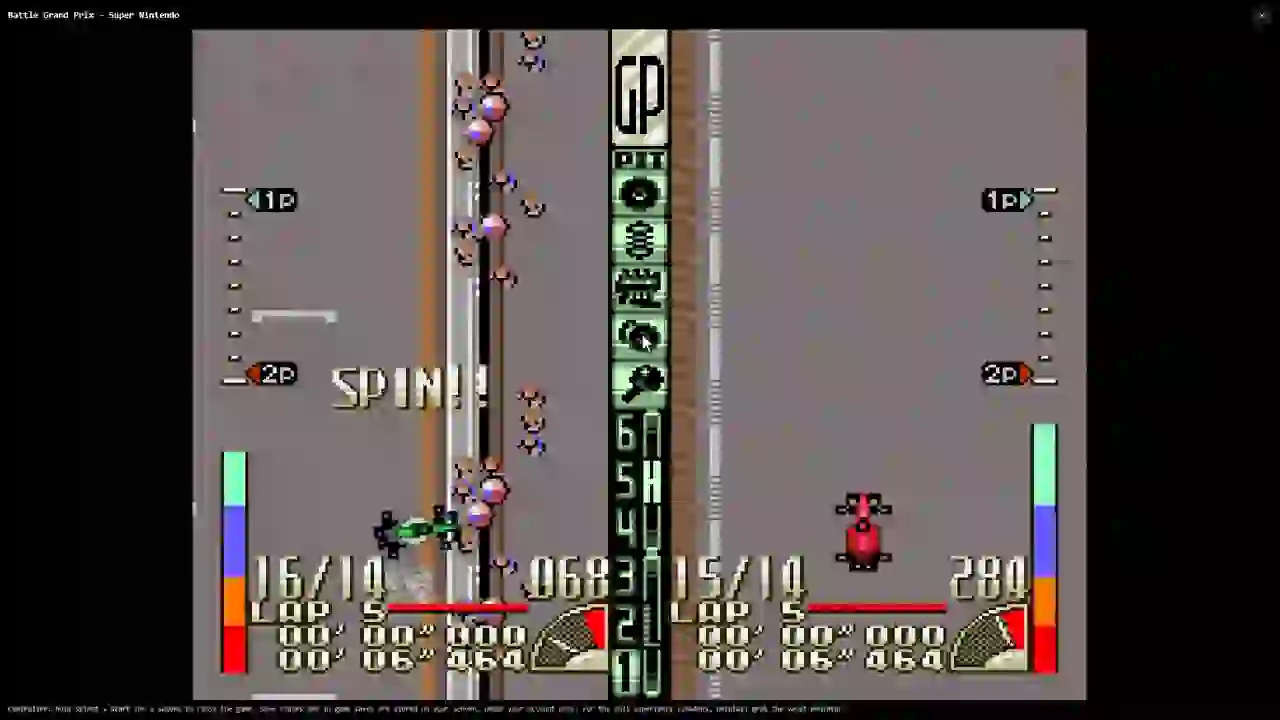 Battle Grand Prix - Super Nintendo
GP
PIT
1P
1P
2P
2P
SPIN!!
6
5
4
3
2
1
16/14
068
LAP 5
00' 00" 000
00' 06" 464
15/14
284
LAP 5
00' 00" 000
00' 06" 464